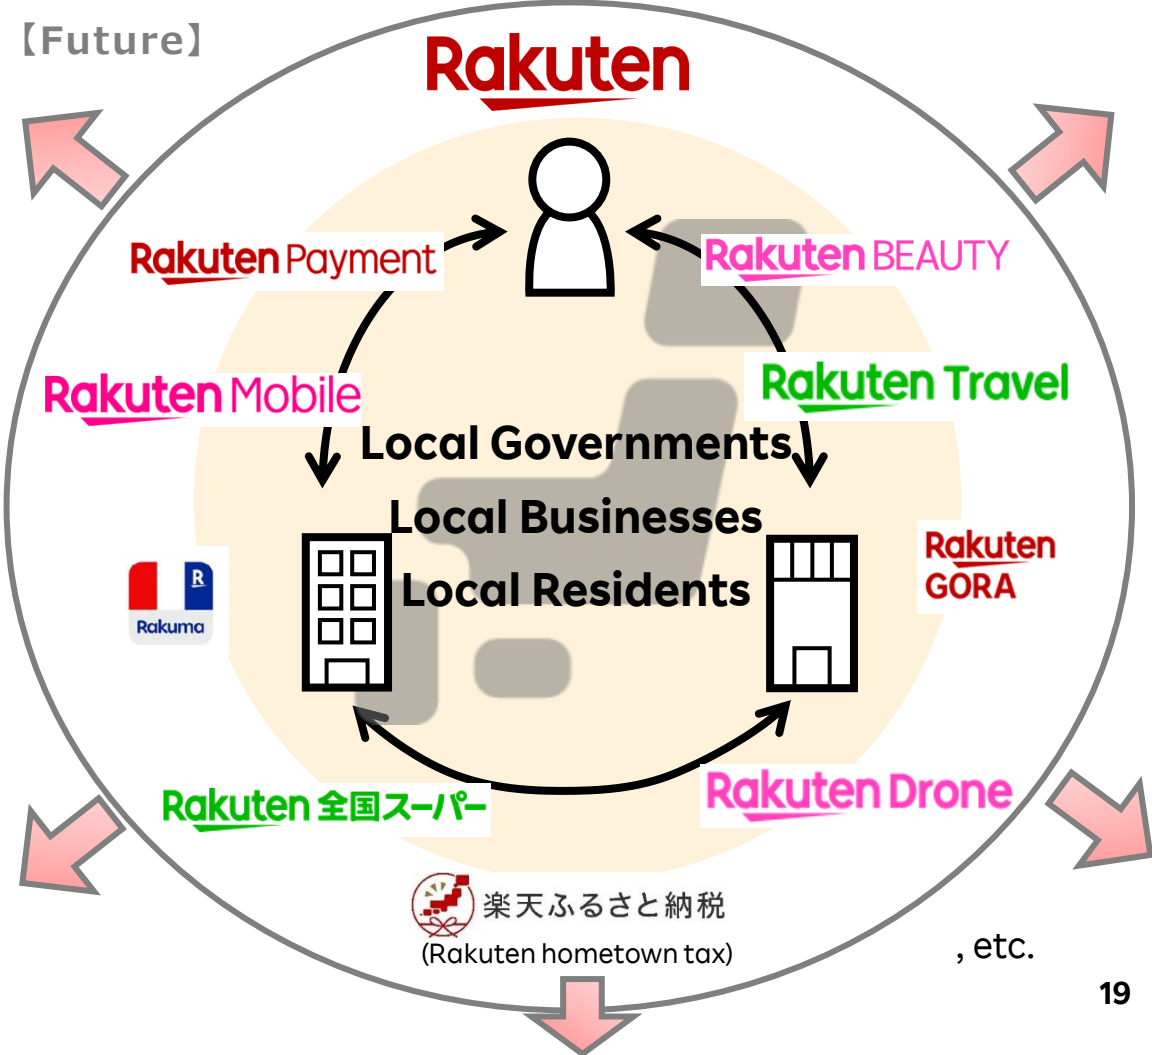 【Future】
Rakuten
Rakuten Payment
Rakuten BEAUTY
Rakuten Mobile
Rakuten Travel
Local Governments
Local Businesses
Local Residents
R
Rakuma
Rakuten
GORA
Rakuten 全国スーパー
Rakuten Drone
楽天ふるさと納税
(Rakuten hometown tax)
, etc.
19